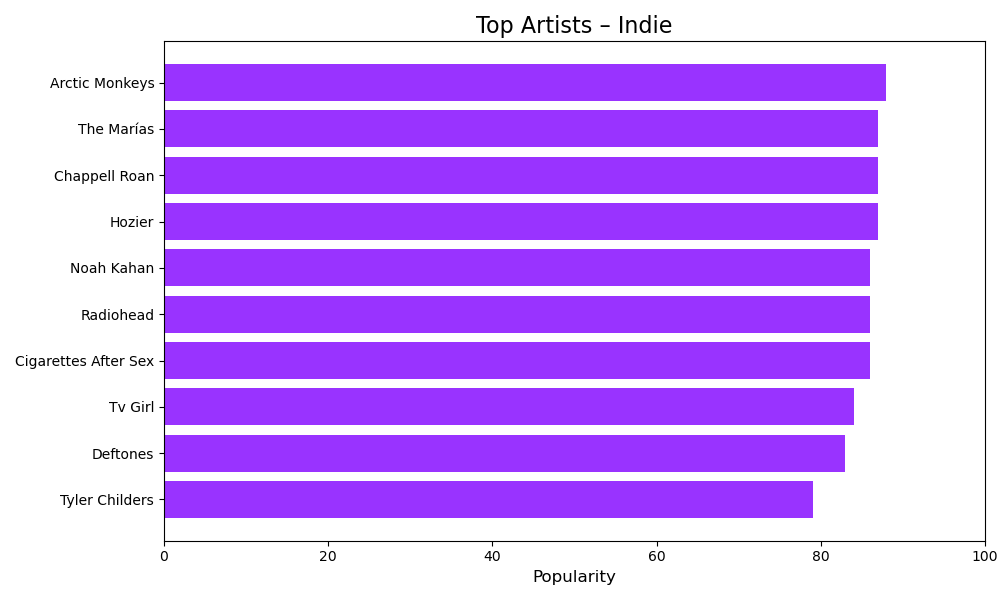 Top Artists – Indie
Arctic Monkeys
The Marías
Chappell Roan
Hozier
Noah Kahan
Radiohead
Cigarettes After Sex
Tv Girl
Deftones
Tyler Childers
0 20 40 60 80 100
Popularity